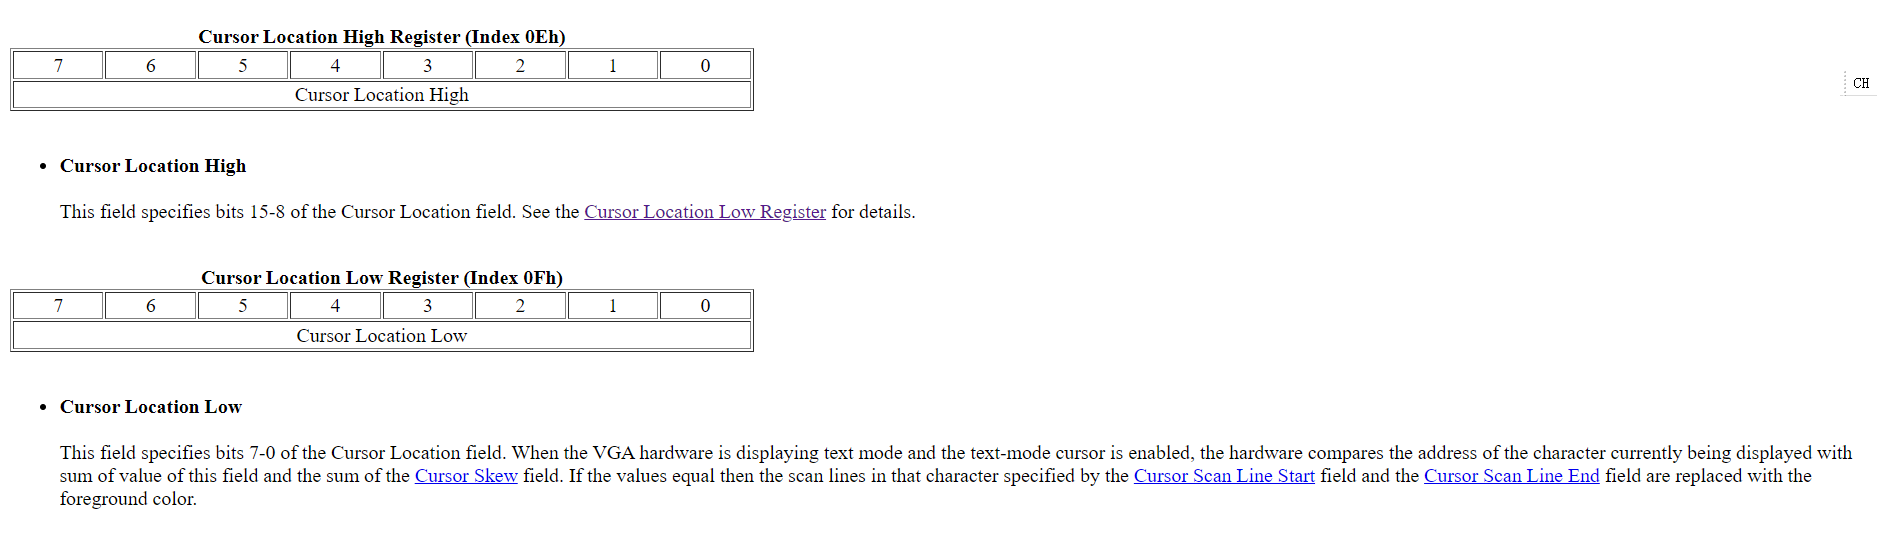 Cursor Location High Register (Index 0Eh)
7 6 5 4 3 2 1 0
Cursor Location High
CH
• Cursor Location High
This field specifies bits 15-8 of the Cursor Location field. See the Cursor Location Low Register for details.
Cursor Location Low Register (Index 0Fh)
7 6 5 4 3 2 1 0
Cursor Location Low
• Cursor Location Low
This field specifies bits 7-0 of the Cursor Location field. When the VGA hardware is displaying text mode and the text-mode cursor is enabled, the hardware compares the address of the character currently being displayed with
sum of value of this field and the sum of the Cursor Skew field. If the values equal then the scan lines in that character specified by the Cursor Scan Line Start field and the Cursor Scan Line End field are replaced with the
foreground color.